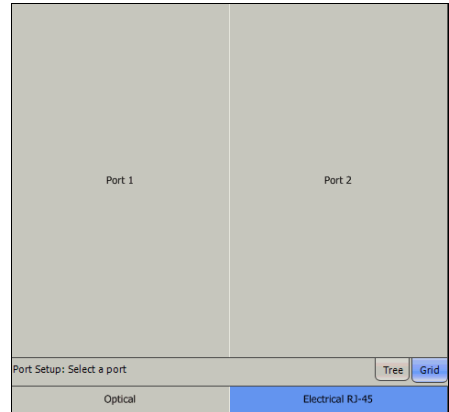 Port 1 Port 2
Port Setup: Select a port Tree Grid
Optical Electrical RJ-45